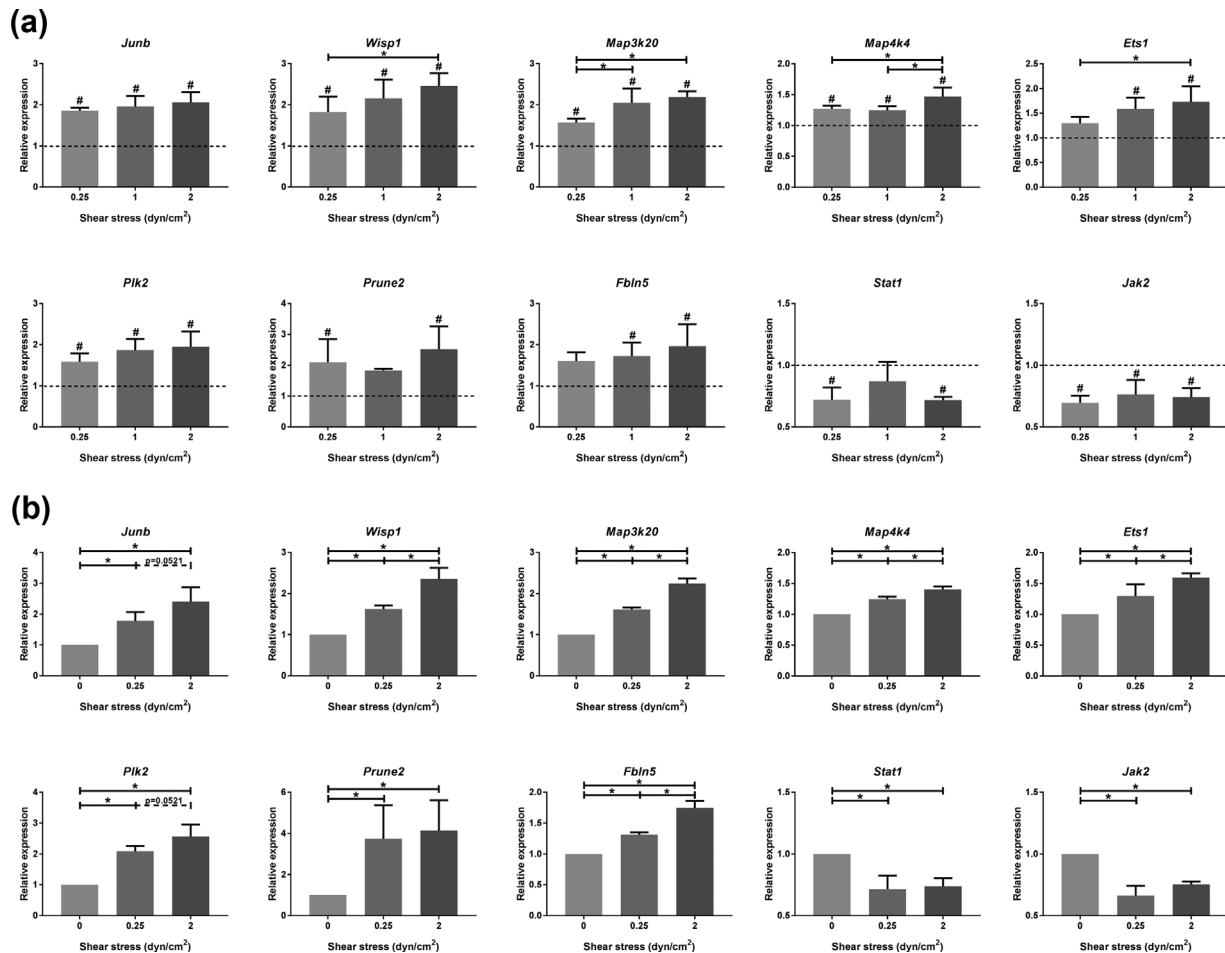 (a)
Junb
Wisp1
Map3k20
Map4k4
Ets1
Relative expression
3
2
1
0
# # #
0.25 1 2
Shear stress (dyn/cm2)
Relative expression
3
2
1
0
*
# # #
0.25 1 2
Shear stress (dyn/cm2)
Relative expression
3
2
1
0
*
*
# # #
0.25 1 2
Shear stress (dyn/cm2)
Relative expression
2.0
1.5
1.0
0.5
0.0
*
*
# # #
0.25 1 2
Shear stress (dyn/cm2)
Relative expression
2.5
2.0
1.5
1.0
0.5
0.0
*
# #
0.25 1 2
Shear stress (dyn/cm2)
Plk2
Prune2
Fbln5
Stat1
Jak2
Relative expression
3
2
1
0
# # #
0.25 1 2
Shear stress (dyn/cm2)
Relative expression
4
3
2
1
0
# #
0.25 1 2
Shear stress (dyn/cm2)
Relative expression
3
2
1
0
# #
0.25 1 2
Shear stress (dyn/cm2)
Relative expression
1.5
1.0
0.5
# #
0.25 1 2
Shear stress (dyn/cm2)
Relative expression
1.5
1.0
0.5
# # #
0.25 1 2
Shear stress (dyn/cm2)
(b)
Junb
Wisp1
Map3k20
Map4k4
Ets1
Relative expression
4
3
2
1
0
*
* p=0.0521
0 0.25 2
Shear stress (dyn/cm2)
Relative expression
3
2
1
0
*
* *
0 0.25 2
Shear stress (dyn/cm2)
Relative expression
3
2
1
0
*
* *
0 0.25 2
Shear stress (dyn/cm2)
Relative expression
2.0
1.5
1.0
0.5
0.0
*
* *
0 0.25 2
Shear stress (dyn/cm2)
Relative expression
2.0
1.5
1.0
0.5
0.0
*
* *
0 0.25 2
Shear stress (dyn/cm2)
Plk2
Prune2
Fbln5
Stat1
Jak2
Relative expression
4
3
2
1
0
*
* p=0.0521
0 0.25 2
Shear stress (dyn/cm2)
Relative expression
8
6
4
2
0
*
*
0 0.25 2
Shear stress (dyn/cm2)
Relative expression
2.0
1.5
1.0
0.5
0.0
*
* *
0 0.25 2
Shear stress (dyn/cm2)
Relative expression
1.5
1.0
0.5
*
*
0 0.25 2
Shear stress (dyn/cm2)
Relative expression
1.5
1.0
0.5
*
*
0 0.25 2
Shear stress (dyn/cm2)